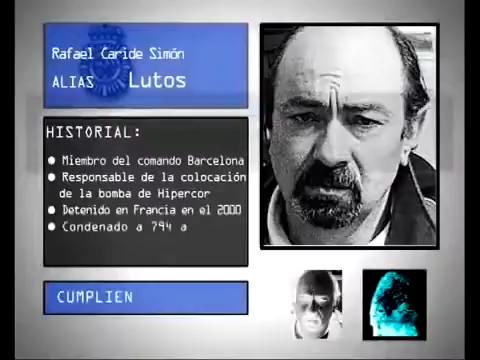 Rafael Caride Simón
ALIAS Lutos
HISTORIAL:
● Miembro del comando Barcelona
● Responsable de la colocación
de la bomba de Hipercor
● Detenido en Francia en el 2000
● Condenado a 794 a
CUMPLIEN